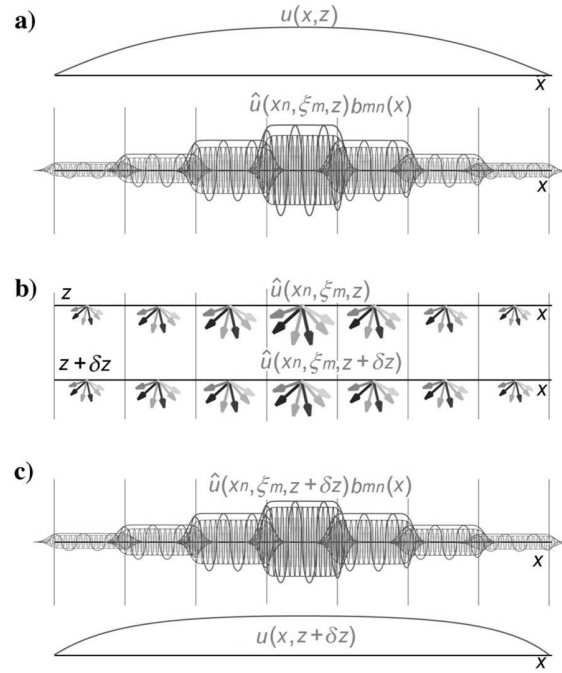 a)
u(x,z)
x
û(xn,ξm,z)bmn(x)
x
b)
z û(xn,ξm,z)
x
z + δz û(xn,ξm,z + δz)
x
c)
û(xn,ξm,z + δz)bmn(x)
x
u(x,z + δz)
x